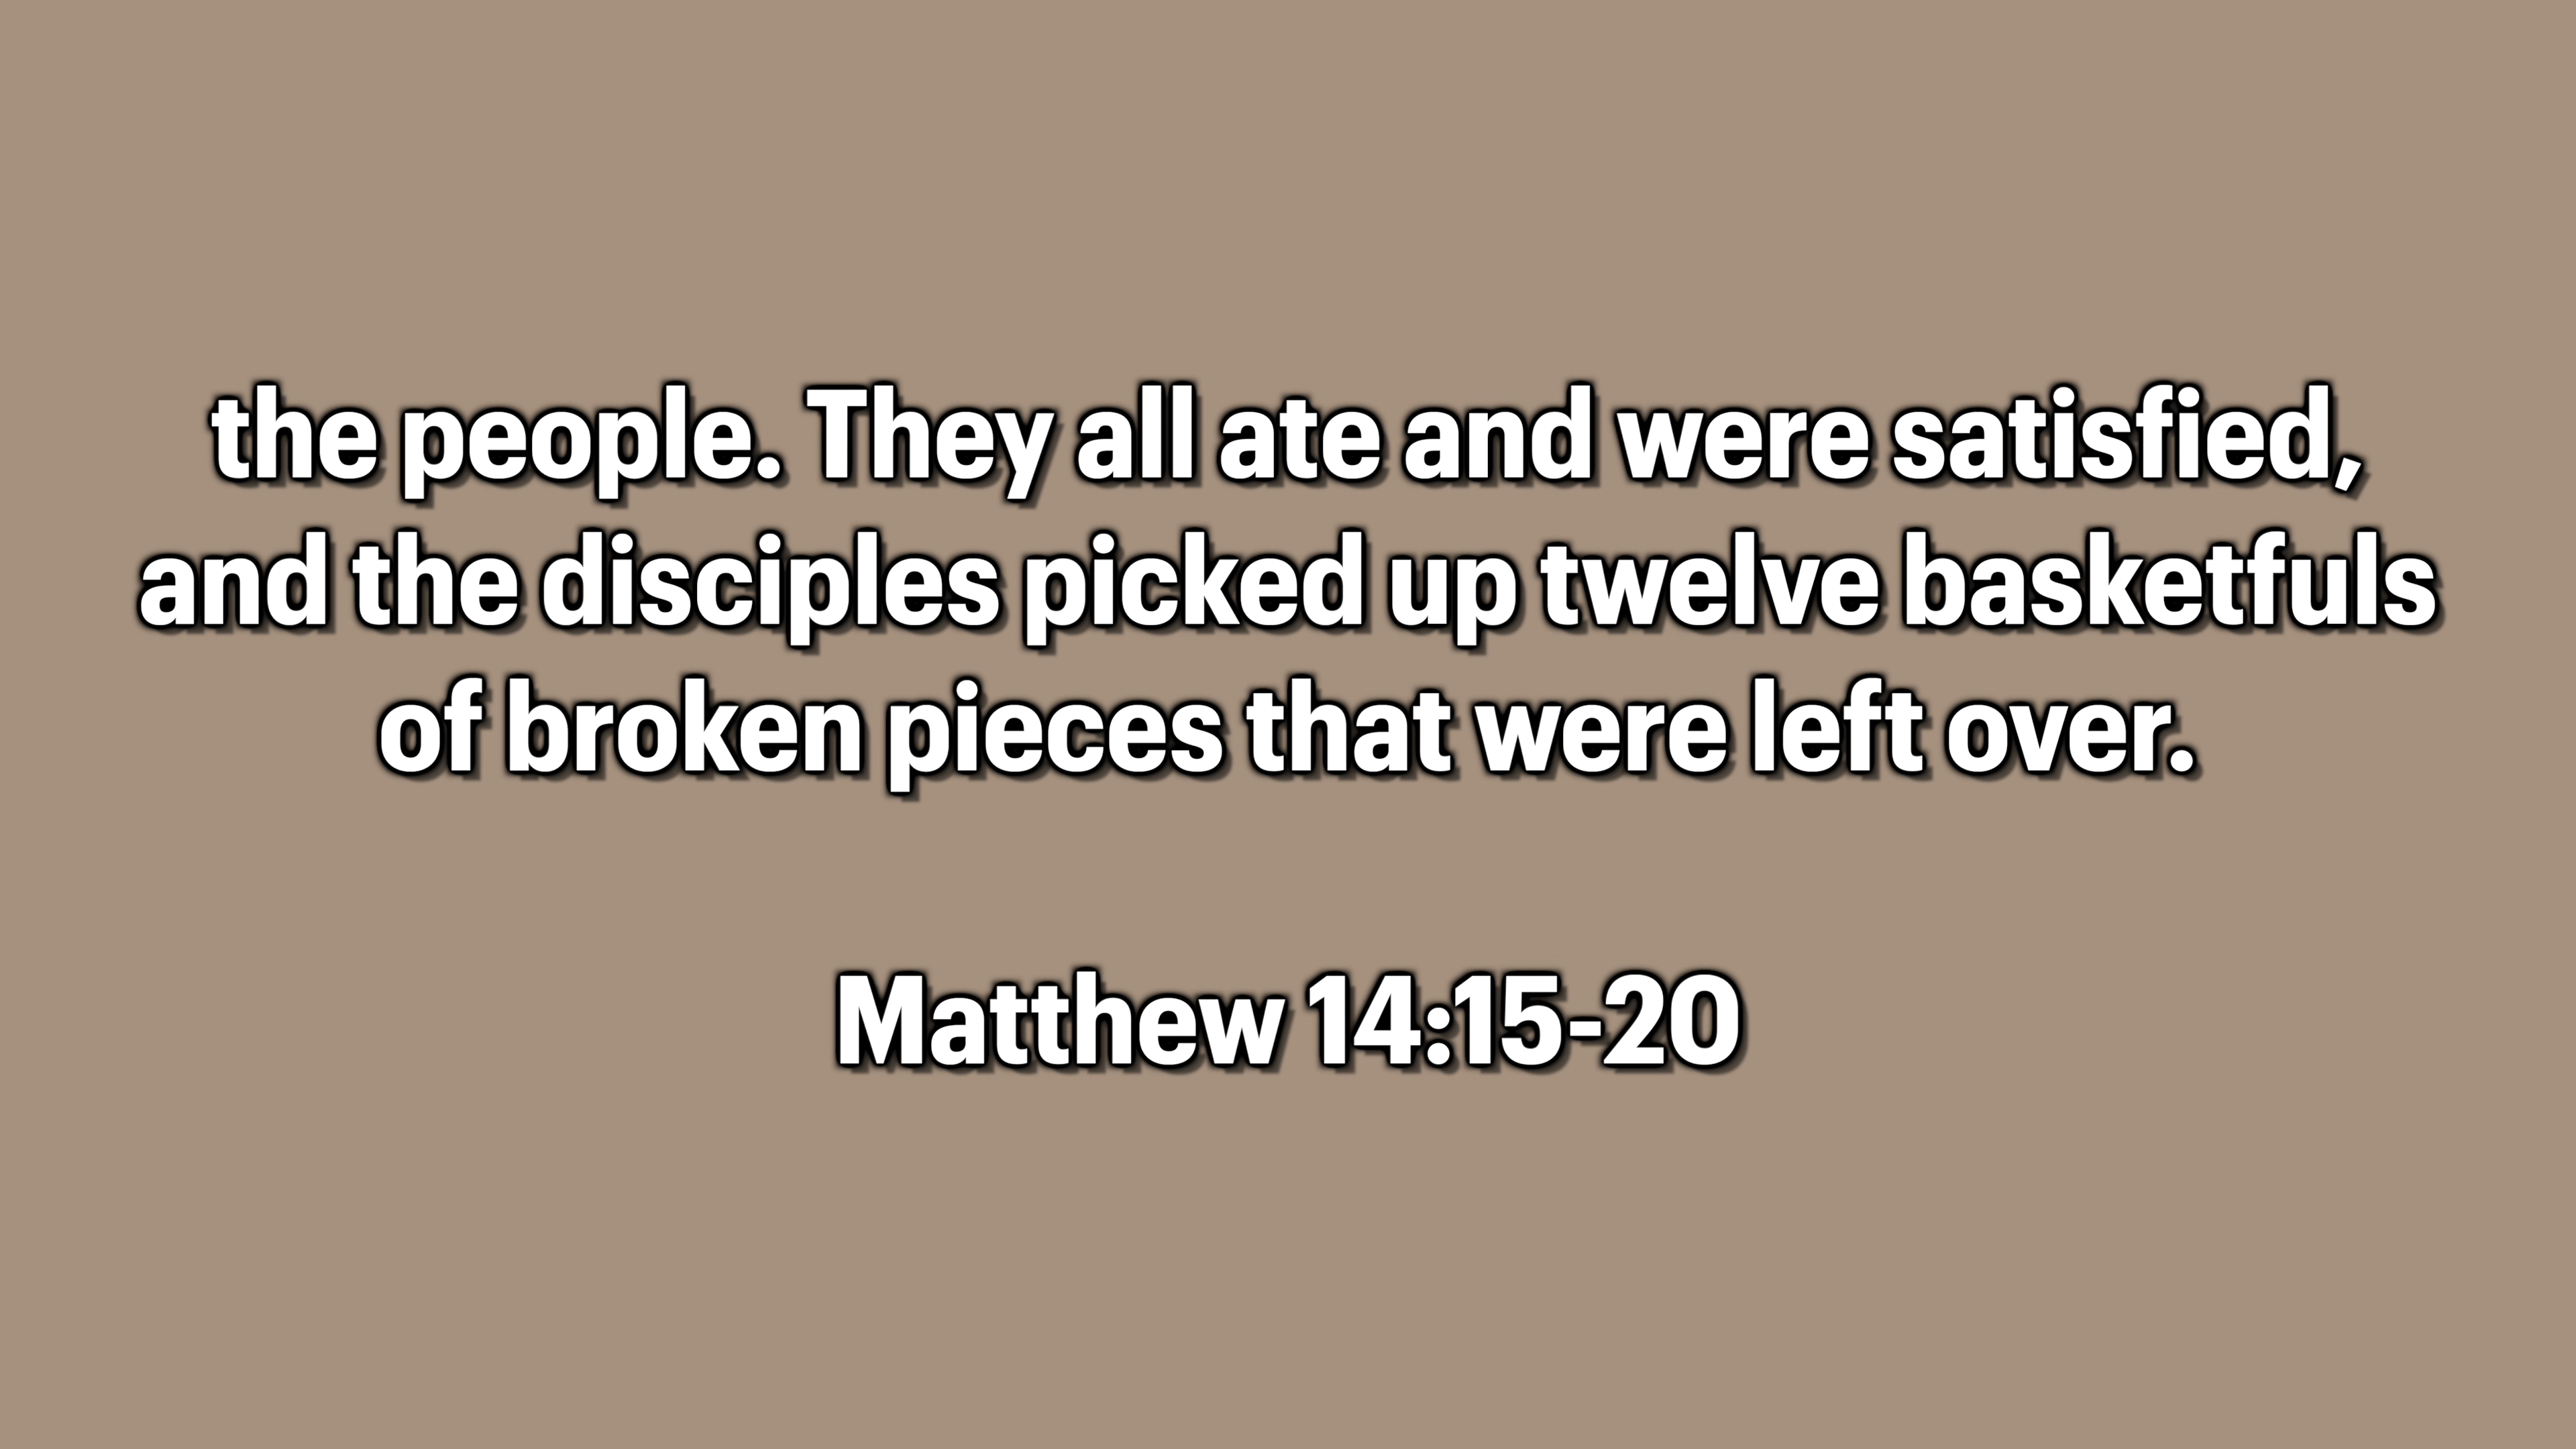 the people. They all ate and were satisfied,
and the disciples picked up twelve basketfuls
of broken pieces that were left over.
Matthew 14:15-20